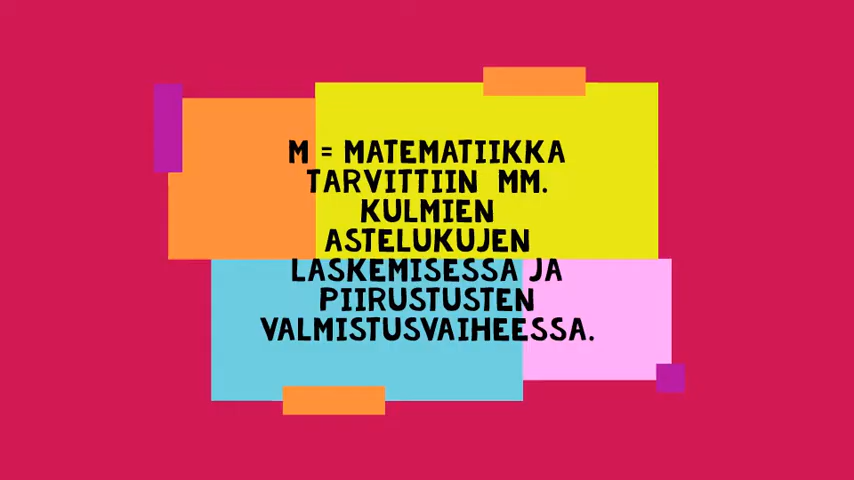 M = MATEMATIIKKA
TARVITTIIN MM.
KULMIEN
ASTELUKUJEN
LASKEMISESSA JA
PIIRUSTUSTEN
VALMISTUSVAIHEESSA.